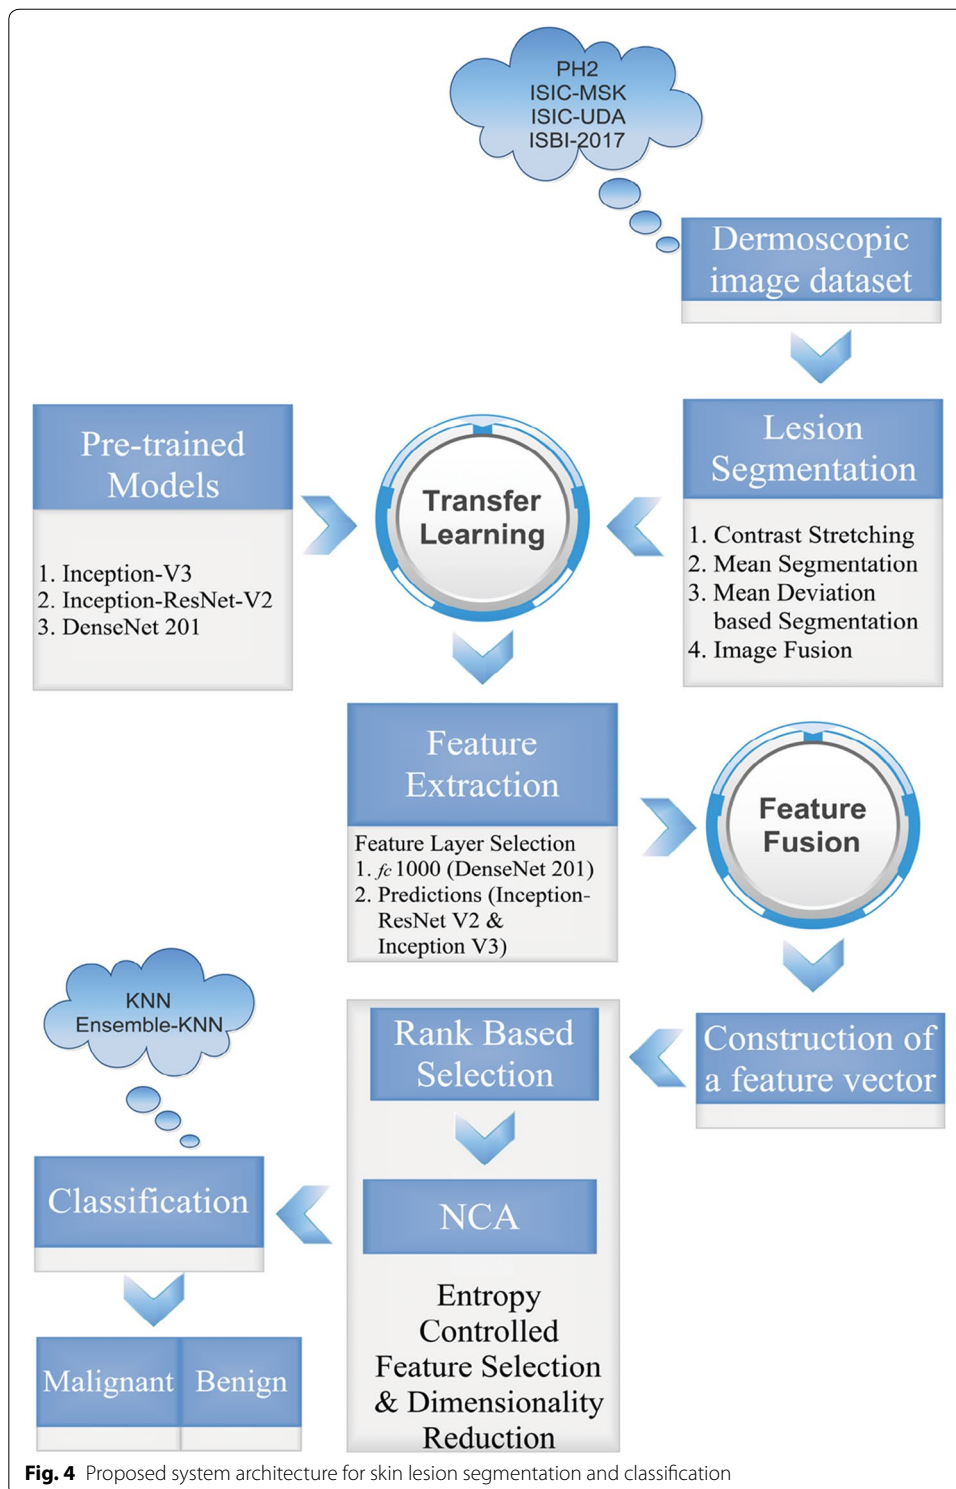 PH2
ISIC-MSK
ISIC-UDA
ISBI-2017
Dermoscopic
image dataset
Pre-trained
Models
1. Inception-V3
2. Inception-ResNet-V2
3. DenseNet 201
Transfer
Learning
Lesion
Segmentation
1. Contrast Stretching
2. Mean Segmentation
3. Mean Deviation
based Segmentation
4. Image Fusion
Feature
Extraction
Feature Layer Selection
1. fc 1000 (DenseNet 201)
2. Predictions (Inception-
ResNet V2 &
Inception V3)
Feature
Fusion
Construction of
a feature vector
Rank Based
Selection
NCA
Entropy
Controlled
Feature Selection
& Dimensionality
Reduction
KNN
Ensemble-KNN
Classification
Malignant
Benign
Fig. 4 Proposed system architecture for skin lesion segmentation and classification